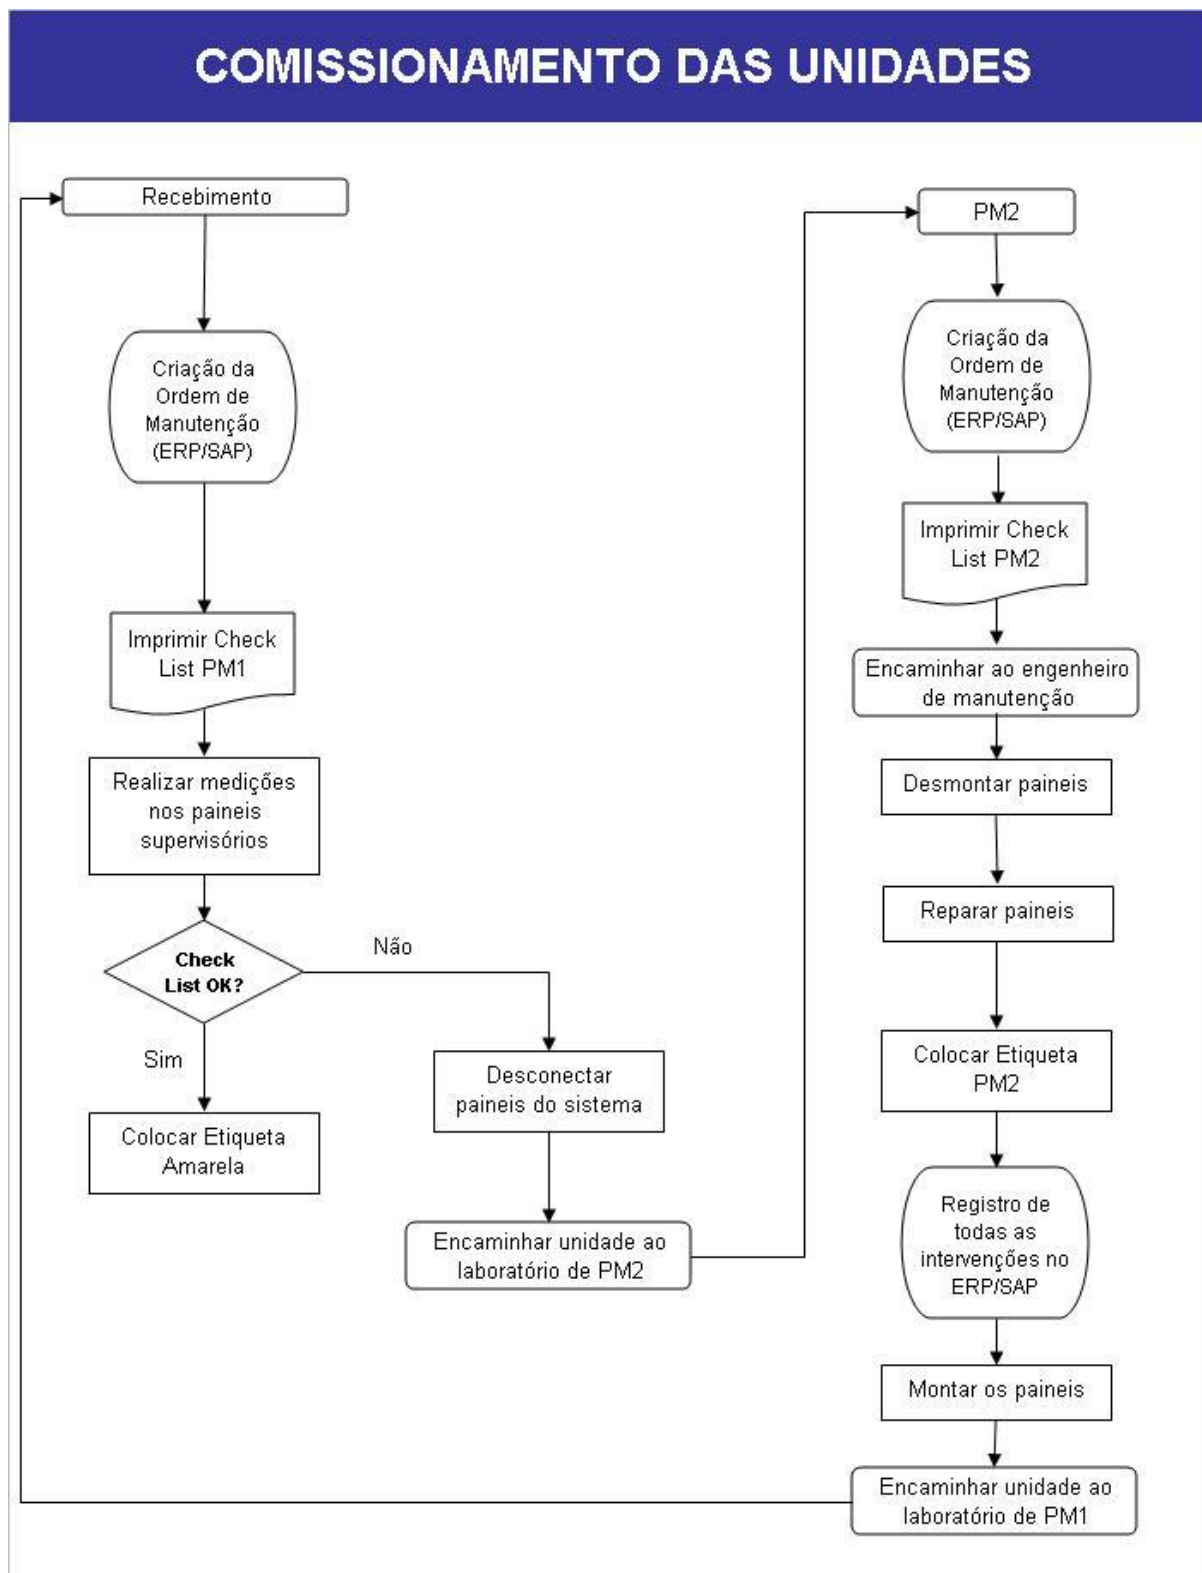 COMISSIONAMENTO DAS UNIDADES
Recebimento
Criação da
Ordem de
Manutenção
(ERP/SAP)
Imprimir Check
List PM1
Realizar medições
nos paineis
supervisórios
Check
List OK?
Não
Sim
Colocar Etiqueta
Amarela
Desconectar
paineis do sistema
Encaminhar unidade ao
laboratório de PM2
PM2
Criação da
Ordem de
Manutenção
(ERP/SAP)
Imprimir Check
List PM2
Encaminhar ao engenheiro
de manutenção
Desmontar paineis
Reparar paineis
Colocar Etiqueta
PM2
Registro de
todas as
intervenções no
ERP/SAP
Montar os paineis
Encaminhar unidade ao
laboratório de PM1